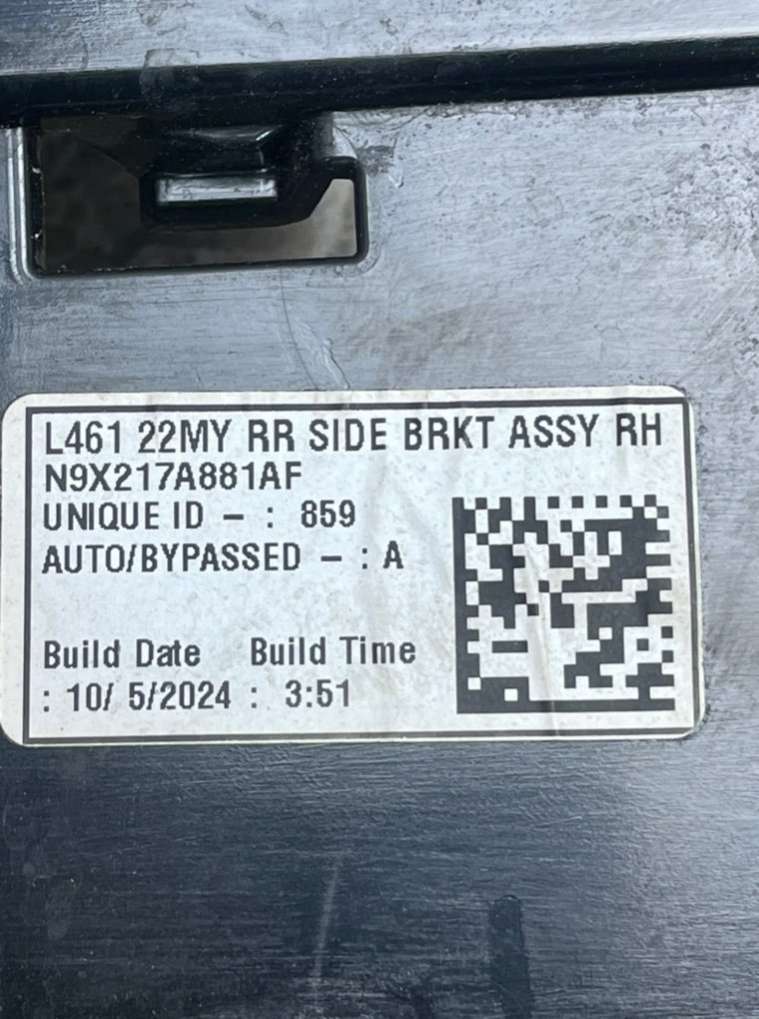 L461 22MY RR SIDE BRKT ASSY RH
N9X217A881AF
UNIQUE ID - : 859
AUTO/BYPASSED - : A
Build Date Build Time
: 10/ 5/2024 : 3:51